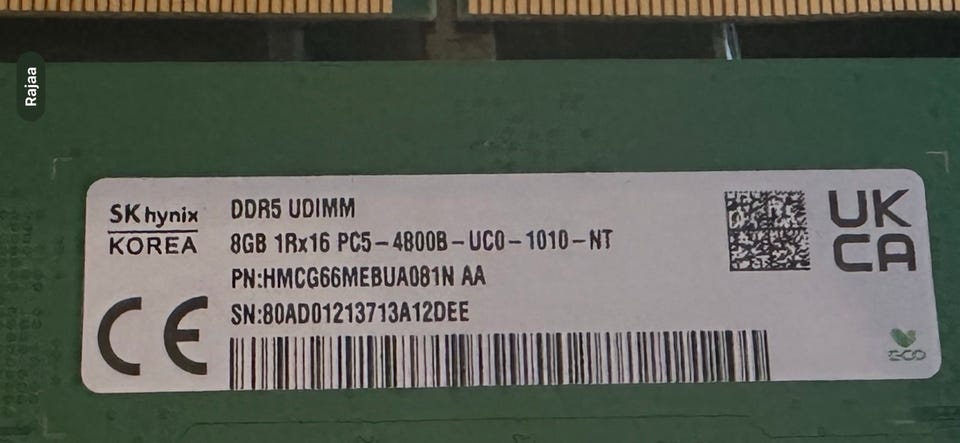 Rajaa
SK hynix
KOREA
DDR5 UDIMM
8GB 1Rx16 PC5-4800B-UC0-1010-NT
PN:HMCG66MEBUA081N AA
SN:80AD01213713A12DEE
CE
UK
CA
ECO